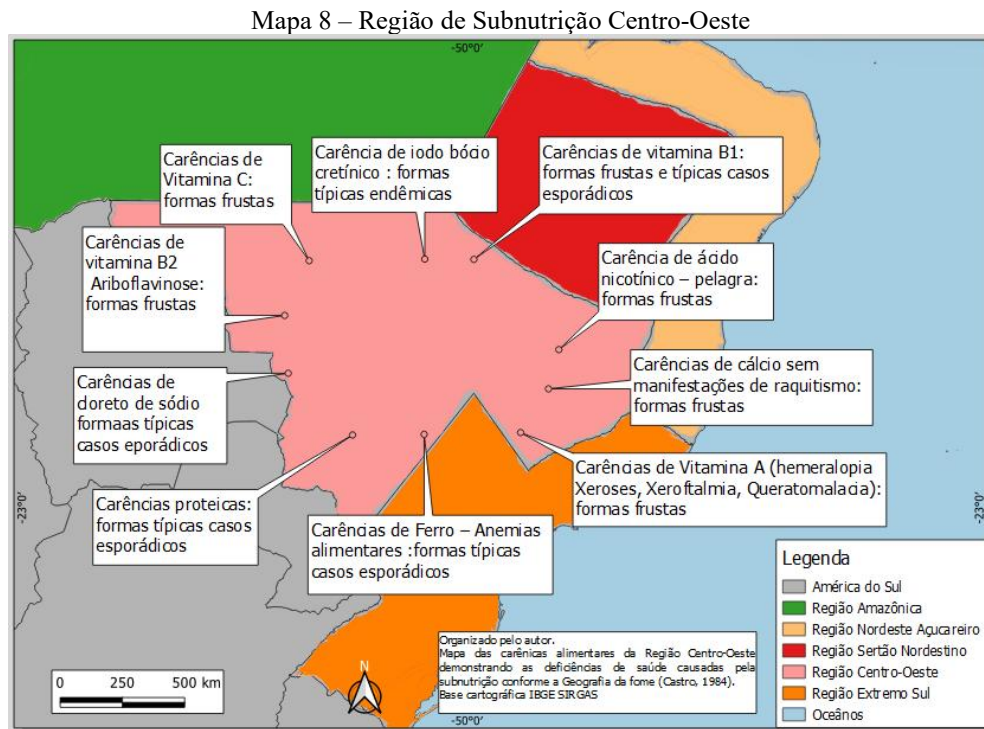 Mapa 8 – Região de Subnutrição Centro-Oeste
-50°0'
Carências de
Vitamina C:
formas frustas
Carência de iodo bócio
cretínico : formas
típicas endêmicas
Carências de vitamina B1:
formas frustas e típicas casos
esporádicos
Carências de
vitamina B2
Ariboflavinose:
formas frustas
Carência de ácido
nicotínico – pelagra:
formas frustas
Carências de
cloreto de sódio
formaas típicas
casos eporádicos
Carências de cálcio sem
manifestações de raquitismo:
formas frustas
Carências proteicas:
formas típicas casos
esporádicos
Carências de Ferro – Anemias
alimentares :formas típicas
casos esporádicos
Carências de Vitamina A (hemeralopia
Xeroses, Xeroftalmia, Queratomalacia):
formas frustas
-23°0'
-23°0'
Legenda
América do Sul
Região Amazônica
Região Nordeste Açucareiro
Região Sertão Nordestino
Região Centro-Oeste
Região Extremo Sul
Oceânos
Organizado pelo autor.
Mapa das carênicas alimentares da Região Centro-Oeste
demonstrando as deficiências de saúde causadas pela
subnutrição conforme a Geografia da fome (Castro, 1984).
Base cartográfica IBGE SIRGAS
0 250 500 km
N
-50°0'